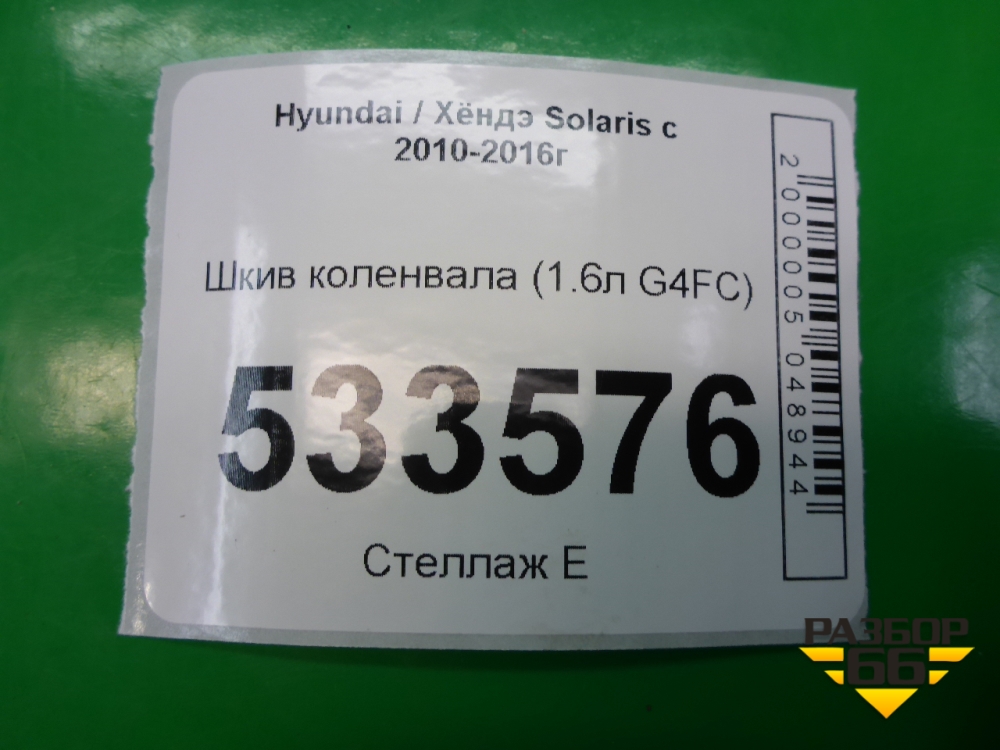 Hyundai / Хёндэ Solaris с
2010-2016г
Шкив коленвала (1.6л G4FC)
533576
Стеллаж Е
2000005048944
РАЗБОР
66